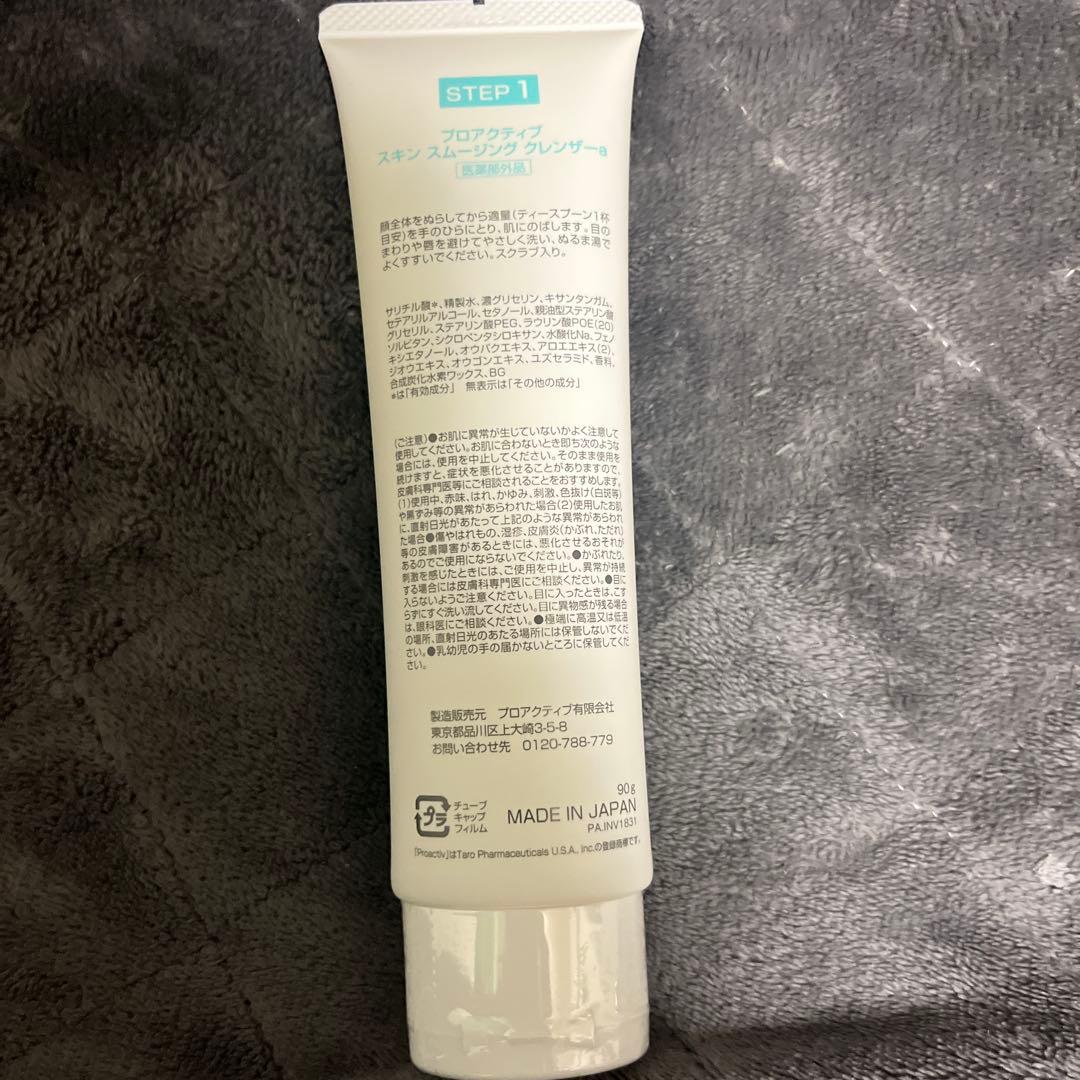 STEP 1
プロアクティブ
スキン スムージング クレンザーa
医薬部外品
顔全体をぬらしてから適量(ティースプーン1杯
目安)を手のひらにとり、肌にのばします。目の
まわりや唇を避けてやさしく洗い、ぬるま湯で
よくすすいでください。スクラブ入り。
サリチル酸*、精製水、濃グリセリン、キサンタンガム、
セテアリルアルコール、セタノール、親油型ステアリン酸
グリセリル、ステアリン酸PEG、ラウリン酸POE(20)
ソルビタン、シクロペンタシロキサン、水酸化Na、フェノ
キシエタノール、オウバクエキス、アロエエキス(2)、
ジオウエキス、オウゴンエキス、ユズセラミド、香料、
合成炭化水素ワックス、BG
*は「有効成分」 無表示は「その他の成分」
(ご注意)●お肌に異常が生じていないかよく注意して
使用してください。お肌に合わないとき即ち次のような
場合には、使用を中止してください。そのまま使用を
続けますと、症状を悪化させることがありますので、
皮膚科専門医等にご相談されることをおすすめします。
(1)使用中、赤味、はれ、かゆみ、刺激、色抜け(白斑等)
や黒ずみ等の異常があらわれた場合(2)使用したお肌
に、直射日光があたって上記のような異常があらわれ
た場合●傷やはれもの、湿疹、皮膚炎(かぶれ、ただれ)
等の皮膚障害があるときには、悪化させるおそれが
あるのでご使用にならないでください。●かぶれたり、
刺激を感じたときには、ご使用を中止し、異常が持続
する場合には皮膚科専門医にご相談ください。●目に
入らないようご注意ください。目に入ったときは、こす
らずにすぐ洗い流してください。目に異物感が残る場合
は、眼科医にご相談ください。●極端に高温又は低温
の場所、直射日光のあたる場所には保管しないでくだ
さい。●乳幼児の手の届かないところに保管してくだ
さい。
製造販売元 プロアクティブ有限会社
東京都品川区上大崎3-5-8
お問い合わせ先 0120-788-779
90g
プラ
チューブ
キャップ
フィルム
MADE IN JAPAN
PA.INV1831
「Proactiv」はTaro Pharmaceuticals U.S.A., Inc.の登録商標です。